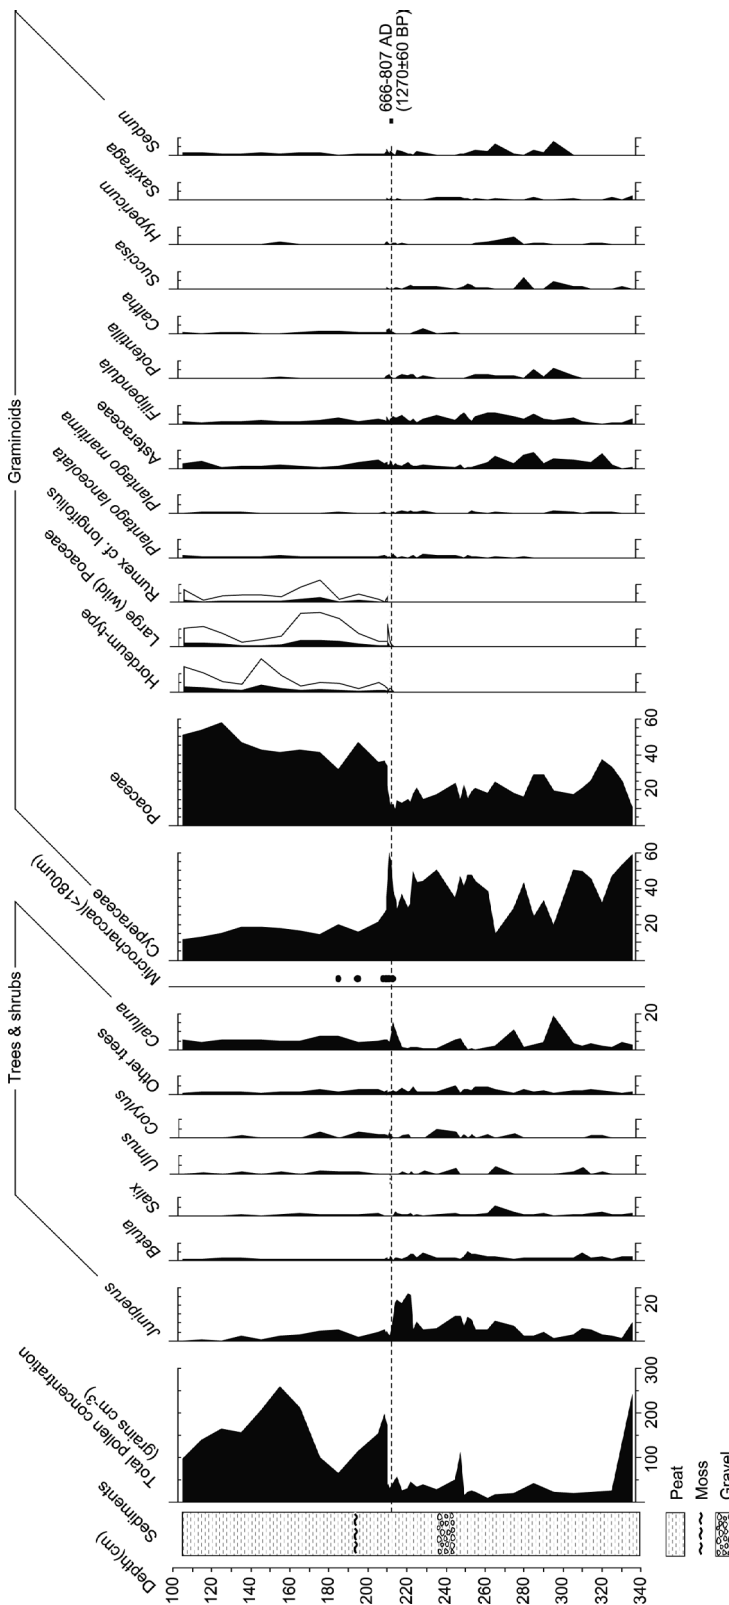 Trees & shrubs
Graminoids
Depth(cm)
Sediments
Total pollen concentration
(grains cm-3)
Juniperus
Betula
Salix
Ulmus
Corylus
Other trees
Calluna
Microcharcoal(<180um)
Cyperaceae
Poaceae
Hordeum-type
Large (wild) Poaceae
Rumex cf. longifolius
Plantago lanceolata
Plantago maritima
Asteraceae
Filipendula
Potentilla
Caltha
Succisa
Hypericum
Saxifraga
Sedum
100
120
140
160
180
200
220
240
260
280
300
320
340
666-807 AD
(1270±60 BP)
100 200 300
20
20
20 40 60
20 40 60
Peat
Moss
Gravel